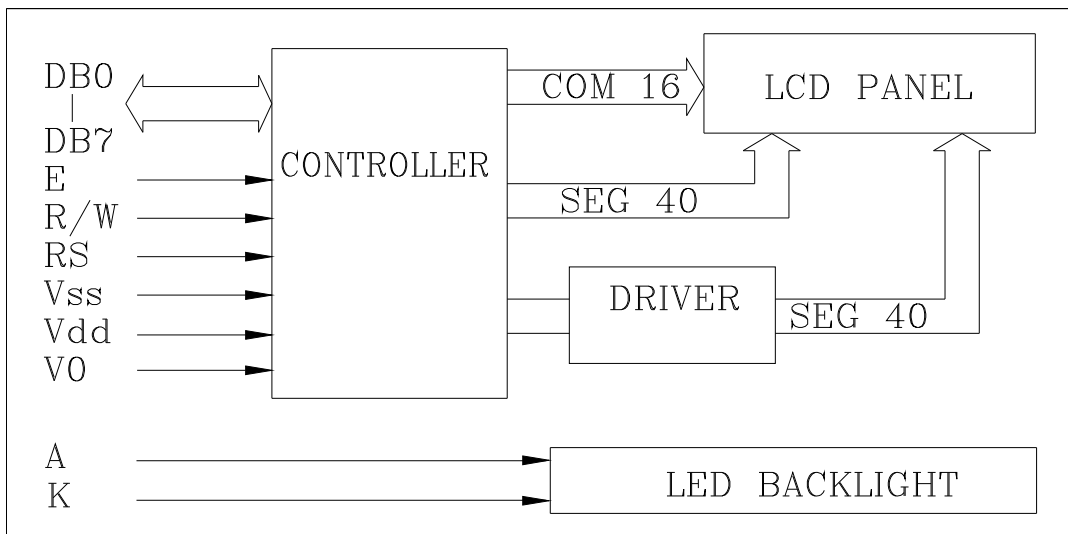 DB0
|
DB7
E
R/W
RS
Vss
Vdd
V0
A
K
CONTROLLER
COM 16
SEG 40
DRIVER
SEG 40
LCD PANEL
LED BACKLIGHT